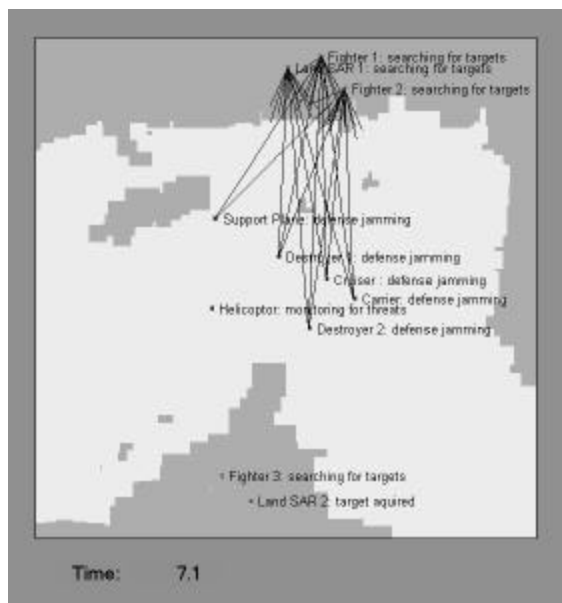 Fighter 1: searching for targets
Land SAR 1: searching for targets
Fighter 2: searching for targets
Support Plane: defense jamming
Destroyer 1: defense jamming
Cruiser : defense jamming
Carrier: defense jamming
Helicoptor: monitoring for threats
Destroyer 2: defense jamming
Fighter 3: searching for targets
Land SAR 2: target aquired
Time: 7.1